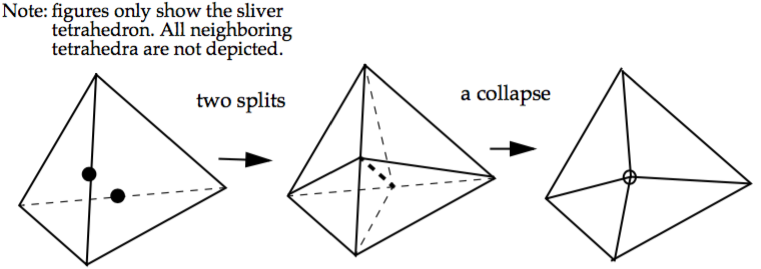 Note: figures only show the sliver
tetrahedron. All neighboring
tetrahedra are not depicted.
two splits
a collapse